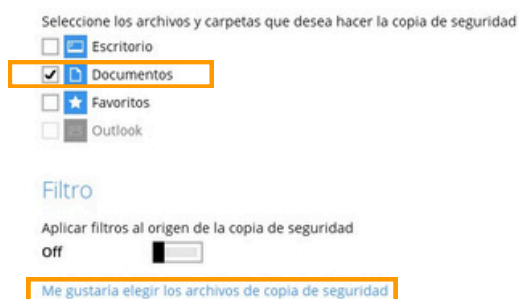 Seleccione los archivos y carpetas que desea hacer la copia de seguridad
Escritorio
Documentos
Favoritos
Outlook
Filtro
Aplicar filtros al origen de la copia de seguridad
Off
Me gustaria elegir los archivos de copia de seguridad